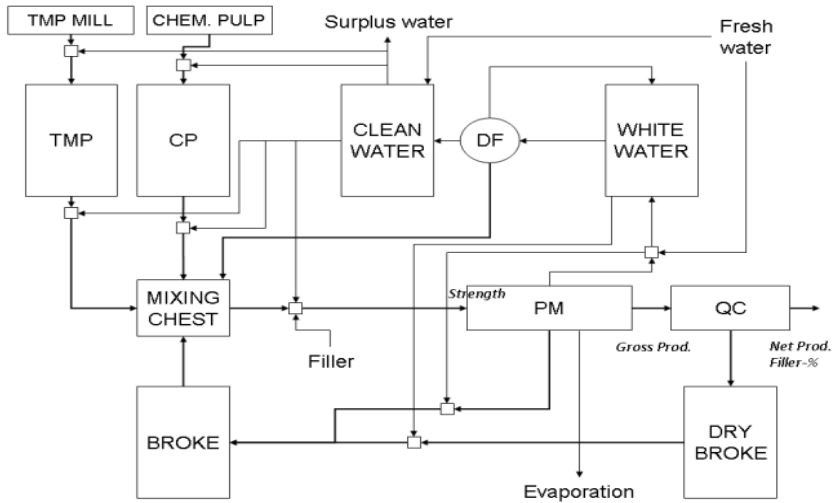 TMP MILL
CHEM. PULP
Surplus water
Fresh
water
TMP
CP
CLEAN
WATER
DF
WHITE
WATER
MIXING
CHEST
Strength
PM
QC
Filler
Gross Prod.
Net Prod.
Filler-%
BROKE
DRY
BROKE
Evaporation